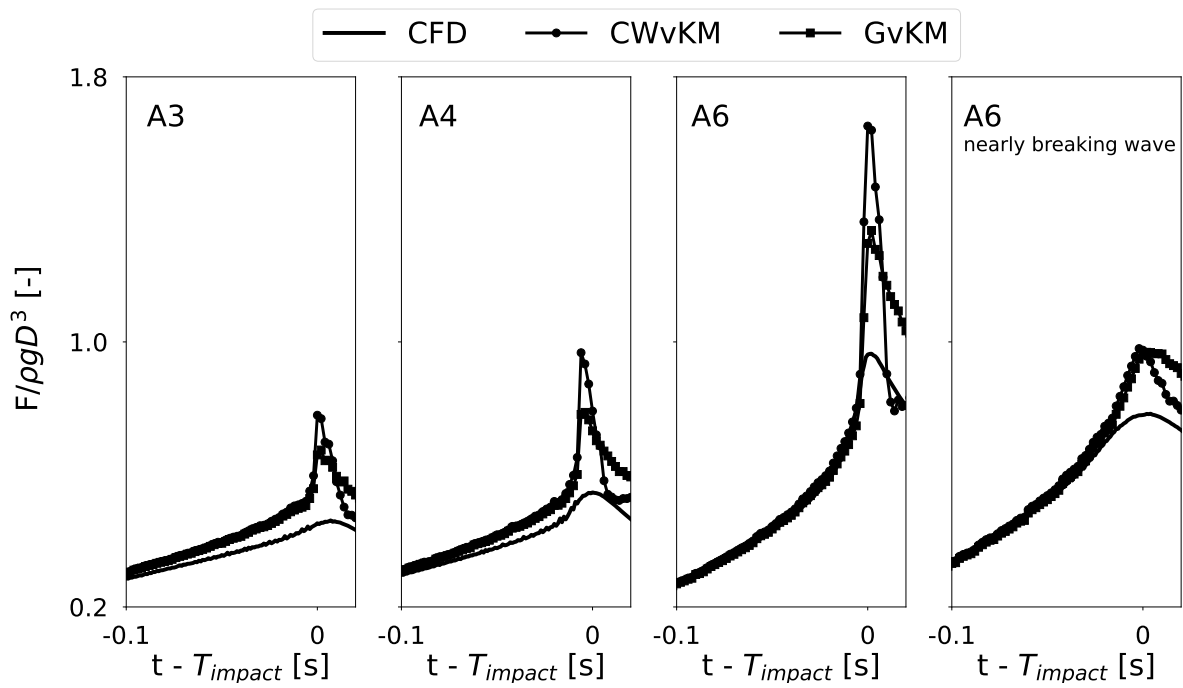 CFD CWvKM GvKM
F/ρgD³ [-]
1.8
1.0
0.2
A3
-0.1 0
t - T_impact [s]
A4
-0.1 0
t - T_impact [s]
A6
-0.1 0
t - T_impact [s]
A6
nearly breaking wave
-0.1 0
t - T_impact [s]